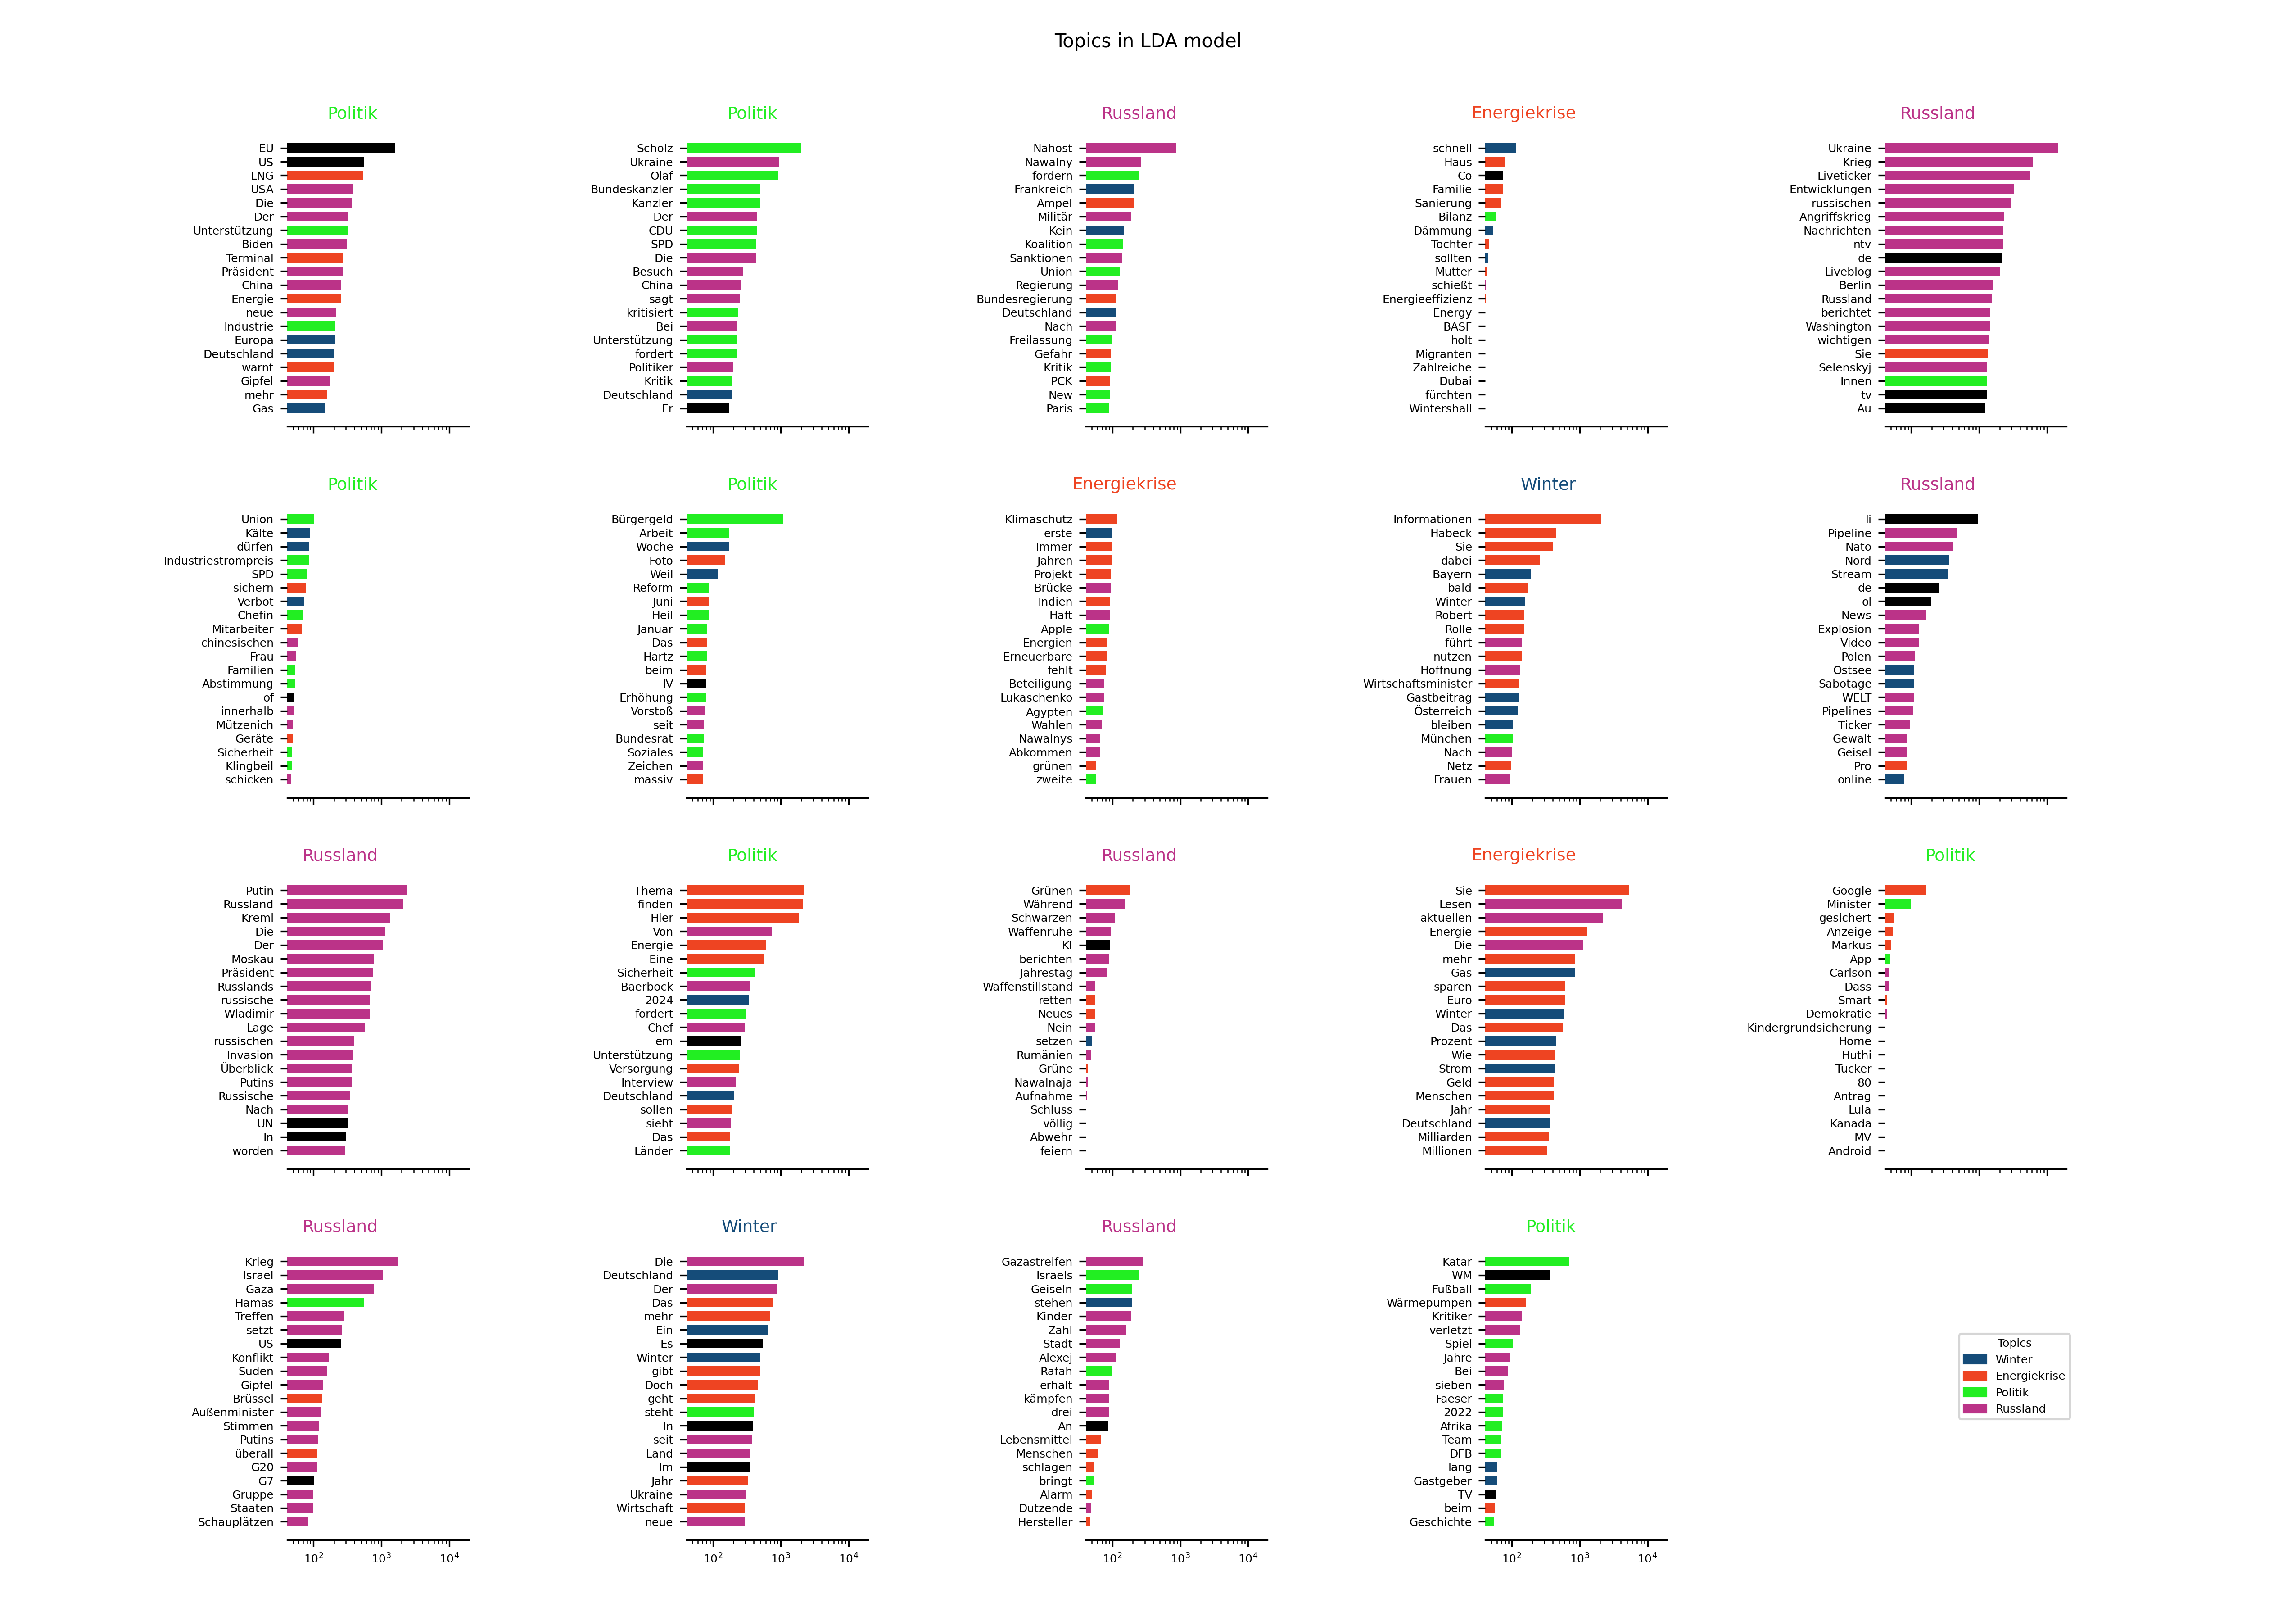 Topics in LDA model
Politik
EU
US
LNG
USA
Die
Der
Unterstützung
Biden
Terminal
Präsident
China
Energie
neue
Industrie
Europa
Deutschland
warnt
Gipfel
mehr
Gas
Politik
Scholz
Ukraine
Olaf
Bundeskanzler
Kanzler
Der
CDU
SPD
Die
Besuch
China
sagt
kritisiert
Bei
Unterstützung
fordert
Politiker
Kritik
Deutschland
Er
Russland
Nahost
Nawalny
fordern
Frankreich
Ampel
Militär
Kein
Koalition
Sanktionen
Union
Regierung
Bundesregierung
Deutschland
Nach
Freilassung
Gefahr
Kritik
PCK
New
Paris
Energiekrise
schnell
Haus
Co
Familie
Sanierung
Bilanz
Dämmung
Tochter
sollten
Mutter
schießt
Energieeffizienz
Energy
BASF
holt
Migranten
Zahlreiche
Dubai
fürchten
Wintershall
Russland
Ukraine
Krieg
Liveticker
Entwicklungen
russischen
Angriffskrieg
Nachrichten
ntv
de
Liveblog
Berlin
Russland
berichtet
Washington
wichtigen
Sie
Selenskyj
Innen
tv
Au
Politik
Union
Kälte
dürfen
Industriestrompreis
SPD
sichern
Verbot
Chefin
Mitarbeiter
chinesischen
Frau
Familien
Abstimmung
of
innerhalb
Mützenich
Geräte
Sicherheit
Klingbeil
schicken
Politik
Bürgergeld
Arbeit
Woche
Foto
Weil
Reform
Juni
Heil
Januar
Das
Hartz
beim
IV
Erhöhung
Vorstoß
seit
Bundesrat
Soziales
Zeichen
massiv
Energiekrise
Klimaschutz
erste
Immer
Jahren
Projekt
Brücke
Indien
Haft
Apple
Energien
Erneuerbare
fehlt
Beteiligung
Lukaschenko
Ägypten
Wahlen
Nawalnys
Abkommen
grünen
zweite
Winter
Informationen
Habeck
Sie
dabei
Bayern
bald
Winter
Robert
Rolle
führt
nutzen
Hoffnung
Wirtschaftsminister
Gastbeitrag
Österreich
bleiben
München
Nach
Netz
Frauen
Russland
li
Pipeline
Nato
Nord
Stream
de
ol
News
Explosion
Video
Polen
Ostsee
Sabotage
WELT
Pipelines
Ticker
Gewalt
Geisel
Pro
online
Russland
Putin
Russland
Kreml
Die
Der
Moskau
Präsident
Russlands
russische
Wladimir
Lage
russischen
Invasion
Überblick
Putins
Russische
Nach
UN
In
worden
Politik
Thema
finden
Hier
Von
Energie
Eine
Sicherheit
Baerbock
2024
fordert
Chef
em
Unterstützung
Versorgung
Interview
Deutschland
sollen
sieht
Das
Länder
Russland
Grünen
Während
Schwarzen
Waffenruhe
KI
berichten
Jahrestag
Waffenstillstand
retten
Neues
Nein
setzen
Rumänien
Grüne
Nawalnaja
Aufnahme
Schluss
völlig
Abwehr
feiern
Energiekrise
Sie
Lesen
aktuellen
Energie
Die
mehr
Gas
sparen
Euro
Winter
Das
Prozent
Wie
Strom
Geld
Menschen
Jahr
Deutschland
Milliarden
Millionen
Politik
Google
Minister
gesichert
Anzeige
Markus
App
Carlson
Dass
Smart
Demokratie
Kindergrundsicherung
Home
Huthi
Tucker
80
Antrag
Lula
Kanada
MV
Android
Russland
Krieg
Israel
Gaza
Hamas
Treffen
setzt
US
Konflikt
Süden
Gipfel
Brüssel
Außenminister
Stimmen
Putins
überall
G20
G7
Gruppe
Staaten
Schauplätzen
10² 10³ 10⁴
Winter
Die
Deutschland
Der
Das
mehr
Ein
Es
Winter
gibt
Doch
geht
steht
In
seit
Land
Im
Jahr
Ukraine
Wirtschaft
neue
10² 10³ 10⁴
Russland
Gazastreifen
Israels
Geiseln
stehen
Kinder
Zahl
Stadt
Alexej
Rafah
erhält
kämpfen
drei
An
Lebensmittel
Menschen
schlagen
bringt
Alarm
Dutzende
Hersteller
10² 10³ 10⁴
Politik
Katar
WM
Fußball
Wärmepumpen
Kritiker
verletzt
Spiel
Jahre
Bei
sieben
Faeser
2022
Afrika
Team
DFB
lang
Gastgeber
TV
beim
Geschichte
10² 10³ 10⁴
Topics
Winter
Energiekrise
Politik
Russland